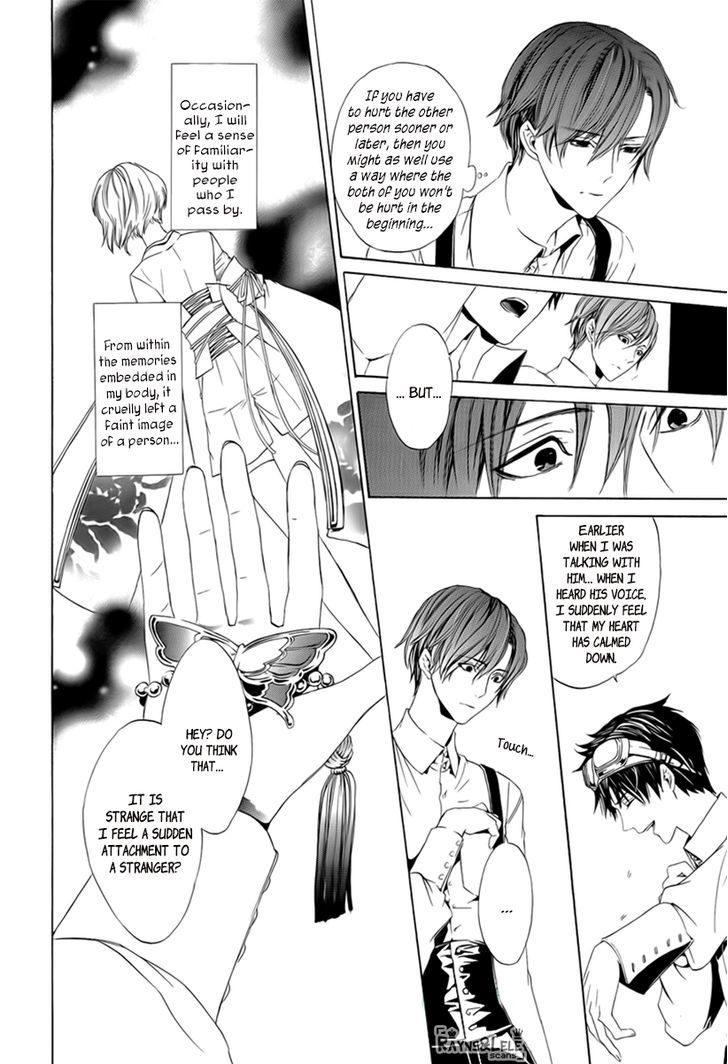 If you have
to hurt the other
person sooner or
later, then you
might as well use
a way where the
both of you won't
be hurt in the
beginning...
... BUT...
EARLIER
WHEN I WAS
TALKING WITH
HIM... WHEN I
HEARD HIS VOICE,
I SUDDENLY FEEL
THAT MY HEART
HAS CALMED
DOWN.
Touch...
...
Occasion-
ally, I will
feel a sense
of familiar-
ity with
people
who I
pass by.
From within
the memories
embedded in
my body, it
cruelly left a
faint image
of a person...
HEY? DO
YOU THINK
THAT...
IT IS
STRANGE THAT
I FEEL A SUDDEN
ATTACHMENT TO
A STRANGER?
RAYNS&LELE
scans